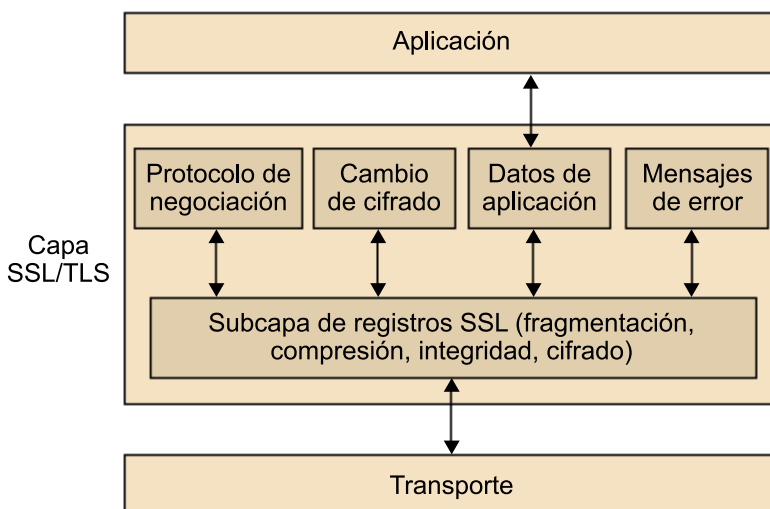 Aplicación
Protocolo de
negociación
Cambio
de cifrado
Datos de
aplicación
Mensajes
de error
Capa
SSL/TLS
Subcapa de registros SSL (fragmentación,
compresión, integridad, cifrado)
Transporte